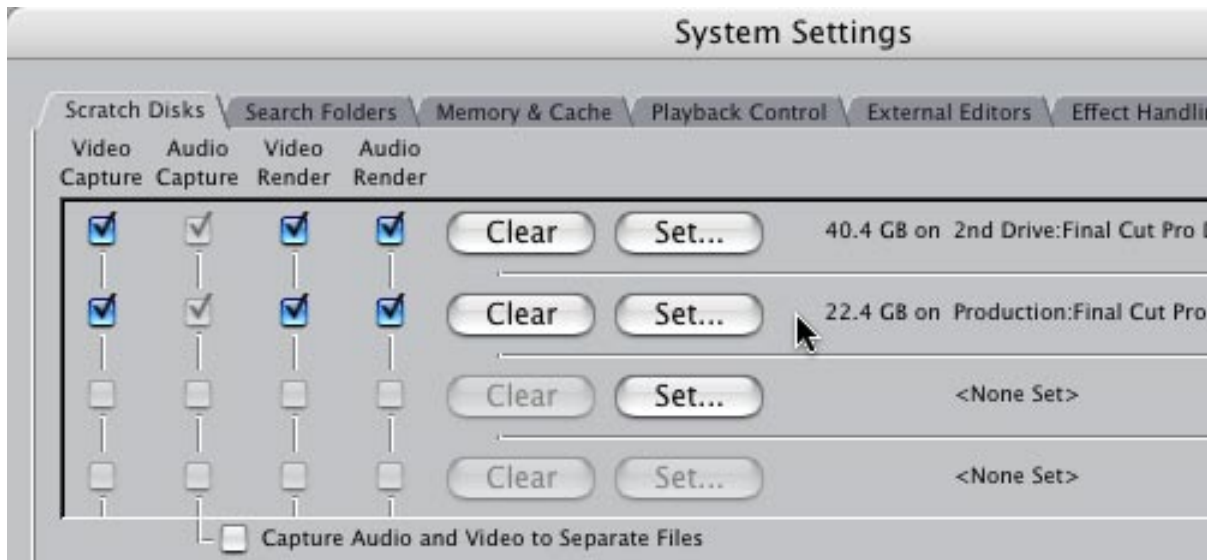 System Settings
Scratch Disks Search Folders Memory & Cache Playback Control External Editors Effect
Video Audio Video Audio
Capture Capture Render Render
Clear Set... 40.4 GB on 2nd Drive:Final Cut Pro
Clear Set... 22.4 GB on Production:Final Cut Pro
Clear Set... <None Set>
Clear Set... <None Set>
Capture Audio and Video to Separate Files